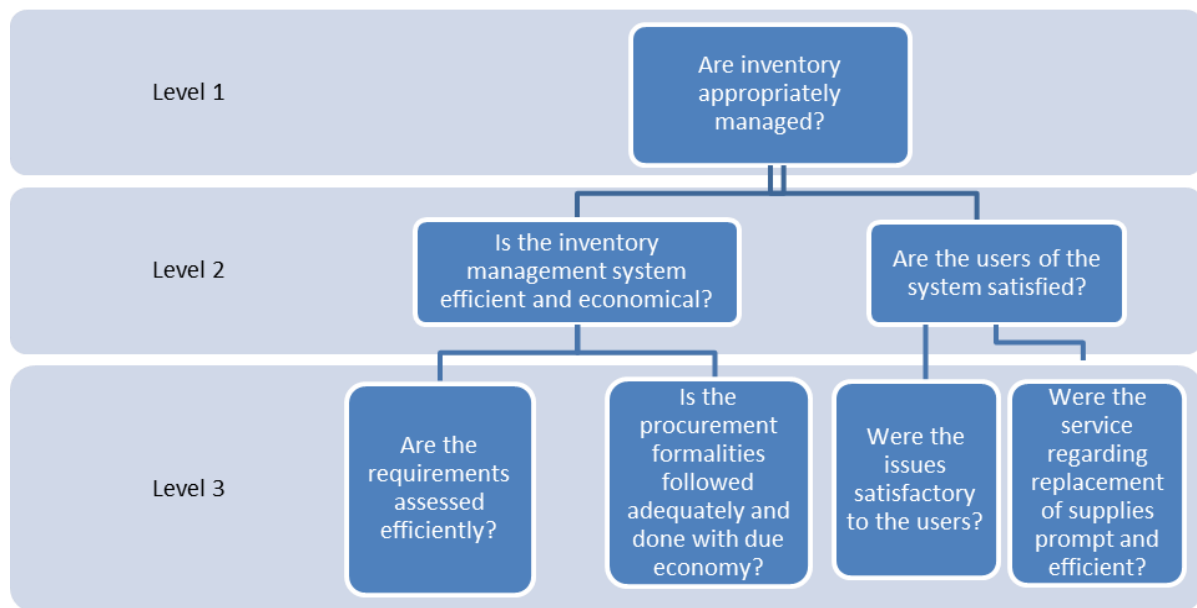 Level 1
Are inventory
appropriately
managed?
Level 2
Is the inventory
management system
efficient and economical?
Are the users of the
system satisfied?
Level 3
Are the
requirements
assessed
efficiently?
Is the
procurement
formalities
followed
adequately and
done with due
economy?
Were the
issues
satisfactory
to the users?
Were the
service
regarding
replacement
of supplies
prompt and
efficient?